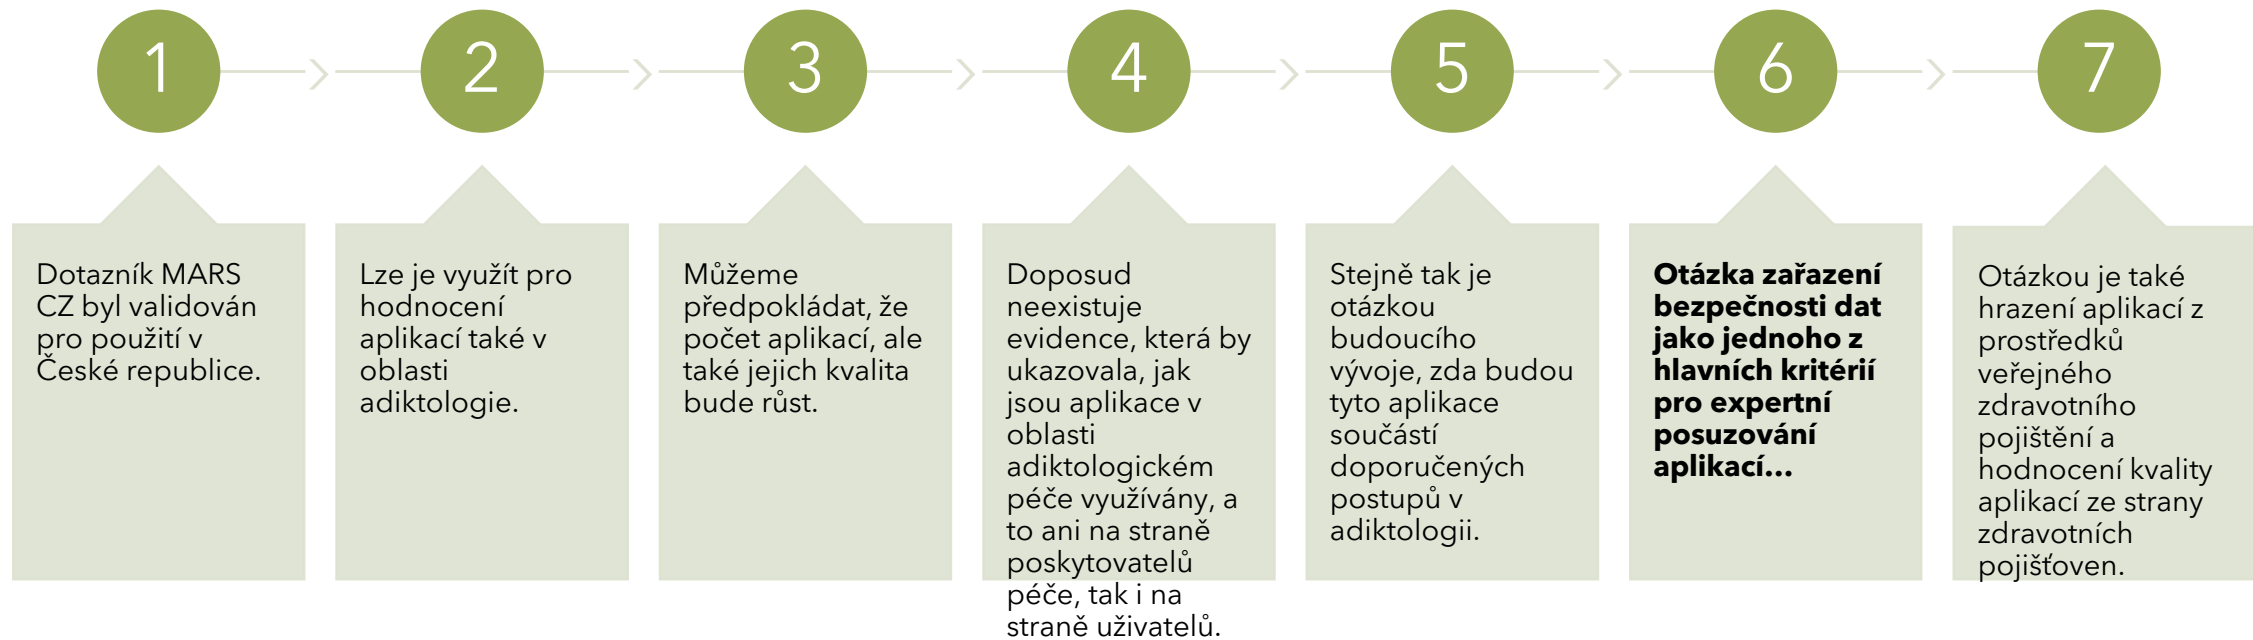 1
2
3
4
5
6
7
Dotazník MARS
CZ byl validován
pro použití v
České republice.
Lze je využít pro
hodnocení
aplikací také v
oblasti
adiktologie.
Můžeme
předpokládat, že
počet aplikací, ale
také jejich kvalita
bude růst.
Doposud
neexistuje
evidence, která by
ukazovala, jak
jsou aplikace v
oblasti
adiktologickém
péče využívány, a
to ani na straně
poskytovatelů
péče, tak i na
straně uživatelů.
Stejně tak je
otázkou
budoucího
vývoje, zda budou
tyto aplikace
součástí
doporučených
postupů v
adiktologii.
Otázka zařazení
bezpečnosti dat
jako jednoho z
hlavních kritérií
pro expertní
posuzování
aplikací...
Otázkou je také
hrazení aplikací z
prostředků
veřejného
zdravotního
pojištění a
hodnocení kvality
aplikací ze strany
zdravotních
pojišťoven.